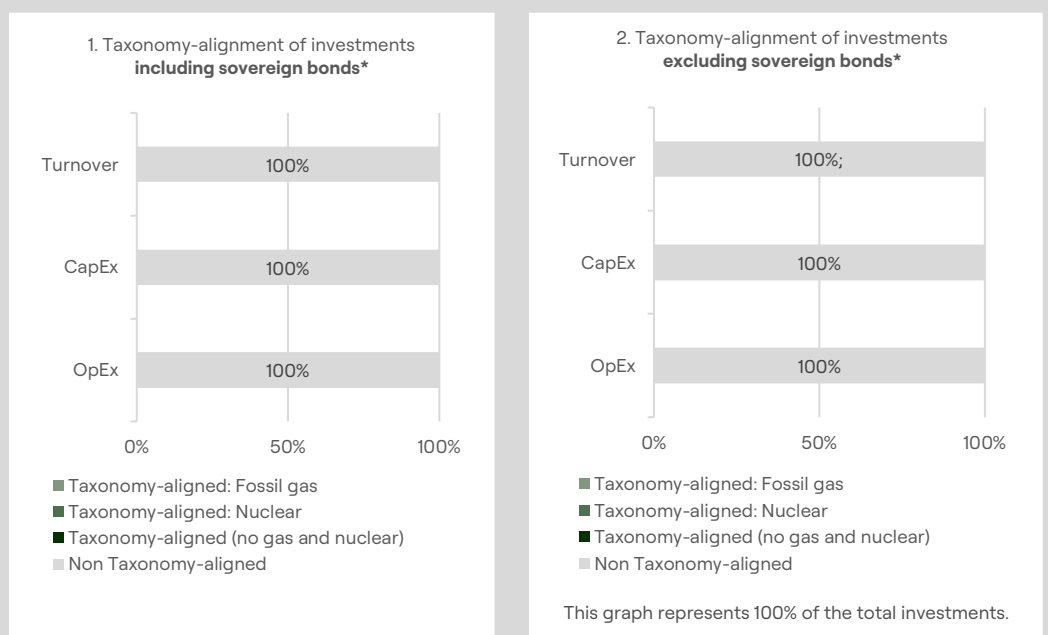 1. Taxonomy-alignment of investments
including sovereign bonds*
Turnover
100%
CapEx
100%
OpEx
100%
0%
50%
100%
Taxonomy-aligned: Fossil gas
Taxonomy-aligned: Nuclear
Taxonomy-aligned (no gas and nuclear)
Non Taxonomy-aligned
2. Taxonomy-alignment of investments
excluding sovereign bonds*
Turnover
100%;
CapEx
100%
OpEx
100%
0%
50%
100%
Taxonomy-aligned: Fossil gas
Taxonomy-aligned: Nuclear
Taxonomy-aligned (no gas and nuclear)
Non Taxonomy-aligned
This graph represents 100% of the total investments.